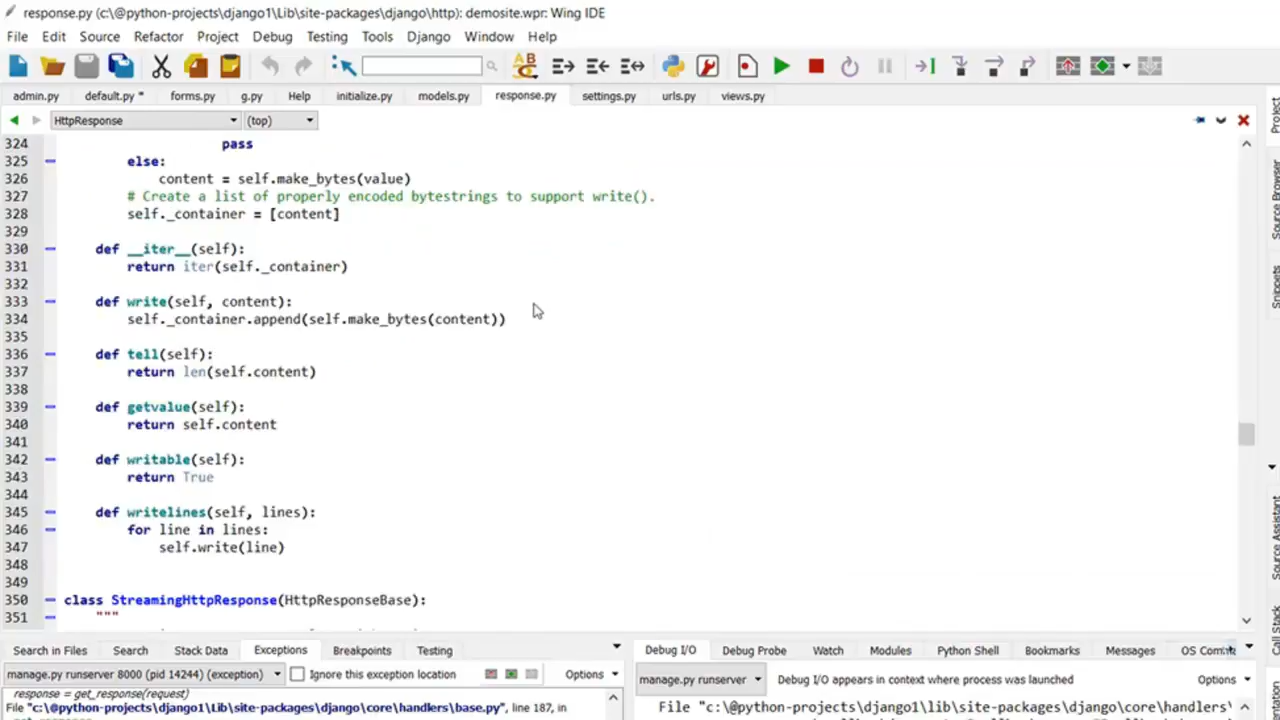 response.py (c:\@python-projects\django1\Lib\site-packages\django\http): demosite.wpr: Wing IDE
File Edit Source Refactor Project Debug Testing Tools Django Window Help
admin.py default.py * forms.py g.py Help initialize.py models.py response.py settings.py urls.py views.py
HttpResponse (top)
324 pass
325 else:
326 content = self.make_bytes(value)
327 # Create a list of properly encoded bytestrings to support write().
328 self._container = [content]
329
330 def __iter__(self):
331 return iter(self._container)
332
333 def write(self, content):
334 self._container.append(self.make_bytes(content))
335
336 def tell(self):
337 return len(self.content)
338
339 def getvalue(self):
340 return self.content
341
342 def writable(self):
343 return True
344
345 def writelines(self, lines):
346 for line in lines:
347 self.write(line)
348
349
350 class StreamingHttpResponse(HttpResponseBase):
351 """
Project
Source Browser
Snippets
Source Assistant
Call Stack
Search in Files Search Stack Data Exceptions Breakpoints Testing
manage.py runserver 8000 (pid 14244) (exception) Ignore this exception location Options
response = get_response(request)
File "c:\@python-projects\django1\Lib\site-packages\django\core\handlers\base.py", line 187, in
Debug I/O Debug Probe Watch Modules Python Shell Bookmarks Messages OS
manage.py runserver Debug I/O appears in context where process was launched Options
File "c:\@python-projects\django1\Lib\site-packages\django\core\handlers\